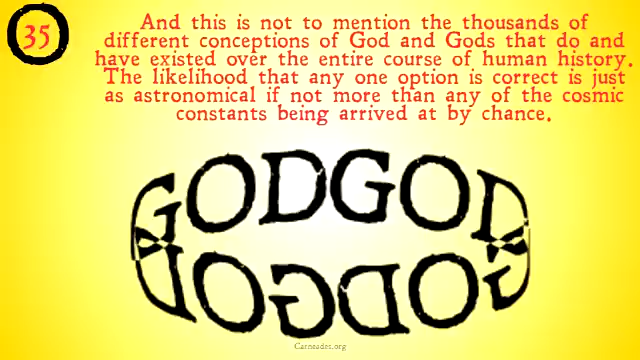 35
And this is not to mention the thousands of
different conceptions of God and Gods that do and
have existed over the entire course of human history.
The likelihood that any one option is correct is just
as astronomical if not more than any of the cosmic
constants being arrived at by chance.
GODGOD
GODGOD
Carneades.org